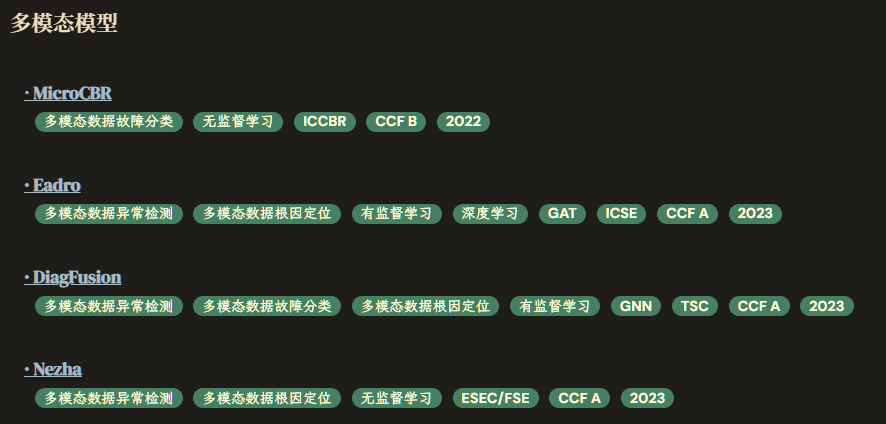 多模态模型
· MicroCBR
多模态数据故障分类 无监督学习 ICCBR CCF B 2022
· Eadro
多模态数据异常检测 多模态数据根因定位 有监督学习 深度学习 GAT ICSE CCF A 2023
· DiagFusion
多模态数据异常检测 多模态数据故障分类 多模态数据根因定位 有监督学习 GNN TSC CCF A 2023
· Nezha
多模态数据异常检测 多模态数据根因定位 无监督学习 ESEC/FSE CCF A 2023